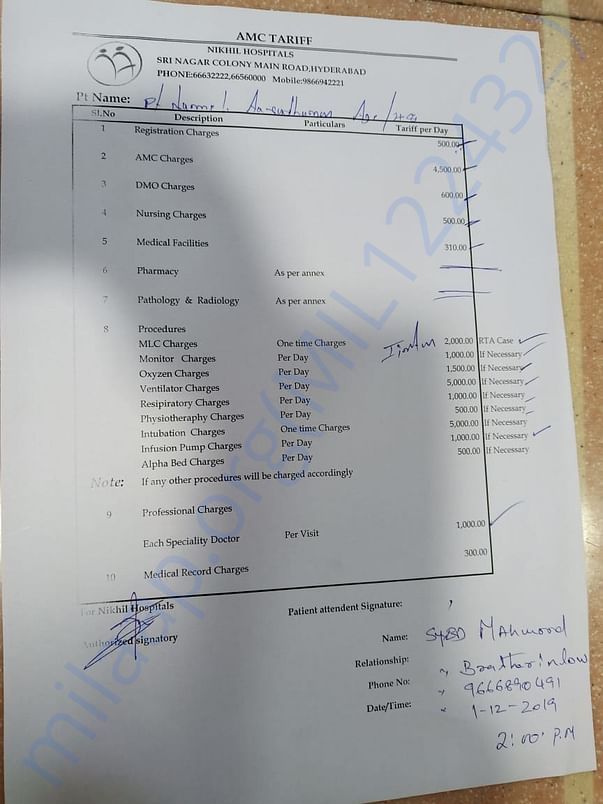 AMC TARIFF
NIKHIL HOSPITALS
SRI NAGAR COLONY MAIN ROAD,HYDERABAD
PHONE:66632222,66560000 Mobile:9866942221
Pt Name: Pt Name
Sl.No Description Particulars Tariff per Day
1 Registration Charges 500.00
2 AMC Charges 4,500.00
3 DMO Charges 600.00
4 Nursing Charges 500.00
5 Medical Facilities 310.00
6 Pharmacy As per annex
7 Pathology & Radiology As per annex
8 Procedures
MLC Charges One time Charges 2,000.00 RTA Case
Monitor Charges Per Day 1,000.00 If Necessary
Oxyzen Charges Per Day 1,500.00 If Necessary
Ventilator Charges Per Day 5,000.00 If Necessary
Resipiratory Charges Per Day 1,000.00 If Necessary
Physiotheraphy Charges Per Day 500.00 If Necessary
Intubation Charges One time Charges 5,000.00 If Necessary
Infusion Pump Charges Per Day 1,000.00 If Necessary
Alpha Bed Charges Per Day 500.00 If Necessary
Note: If any other procedures will be charged accordingly
9 Professional Charges
Each Speciality Doctor Per Visit 1,000.00
10 Medical Record Charges 300.00
For Nikhil Hospitals
Authorized signatory
Patient attendent Signature:
Name: SyED MAhmood
Relationship: Brother in low
Phone No: 9666890491
Date/Time: 1-12-2019
2:00 P.M
milaap.org(MIL1224432)